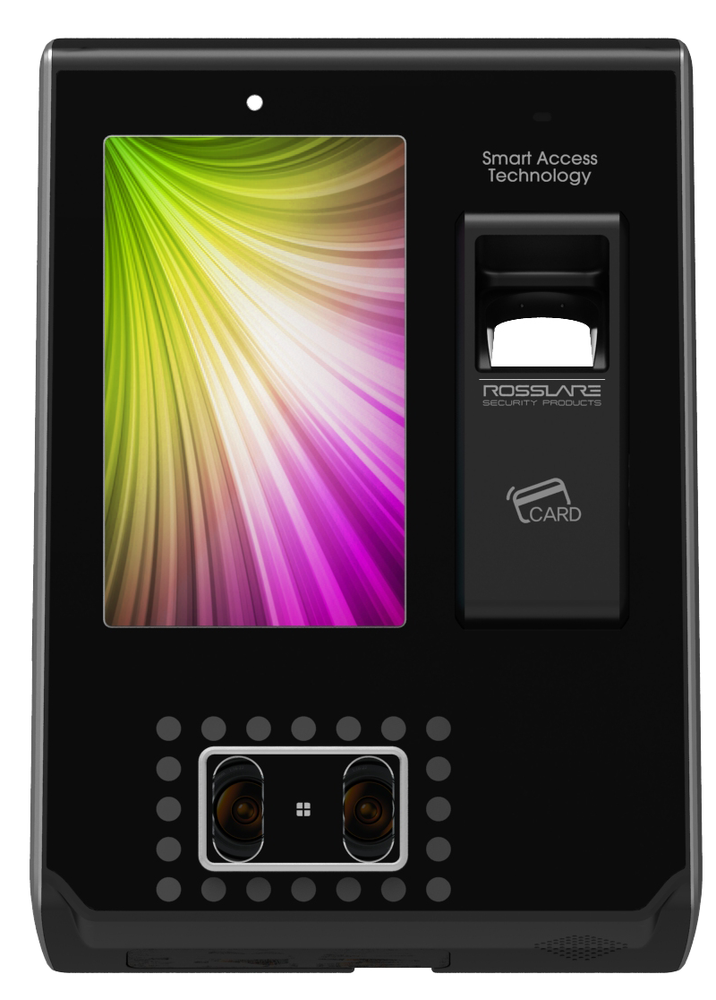 Smart Access
Technology
ROSSLARE
SECURITY PRODUCTS
CARD